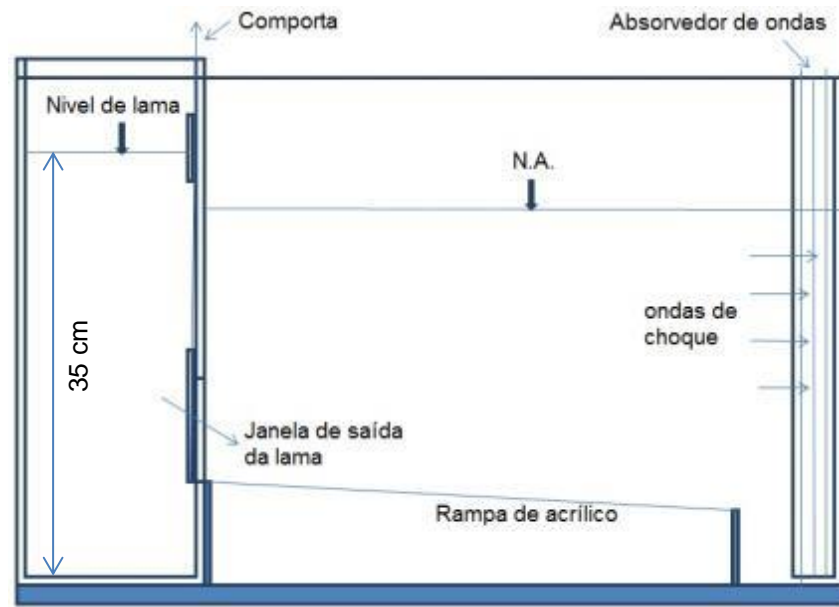 Comporta
Absorvedor de ondas
Nivel de lama
N.A.
ondas de
choque
35 cm
Janela de saída
da lama
Rampa de acrílico